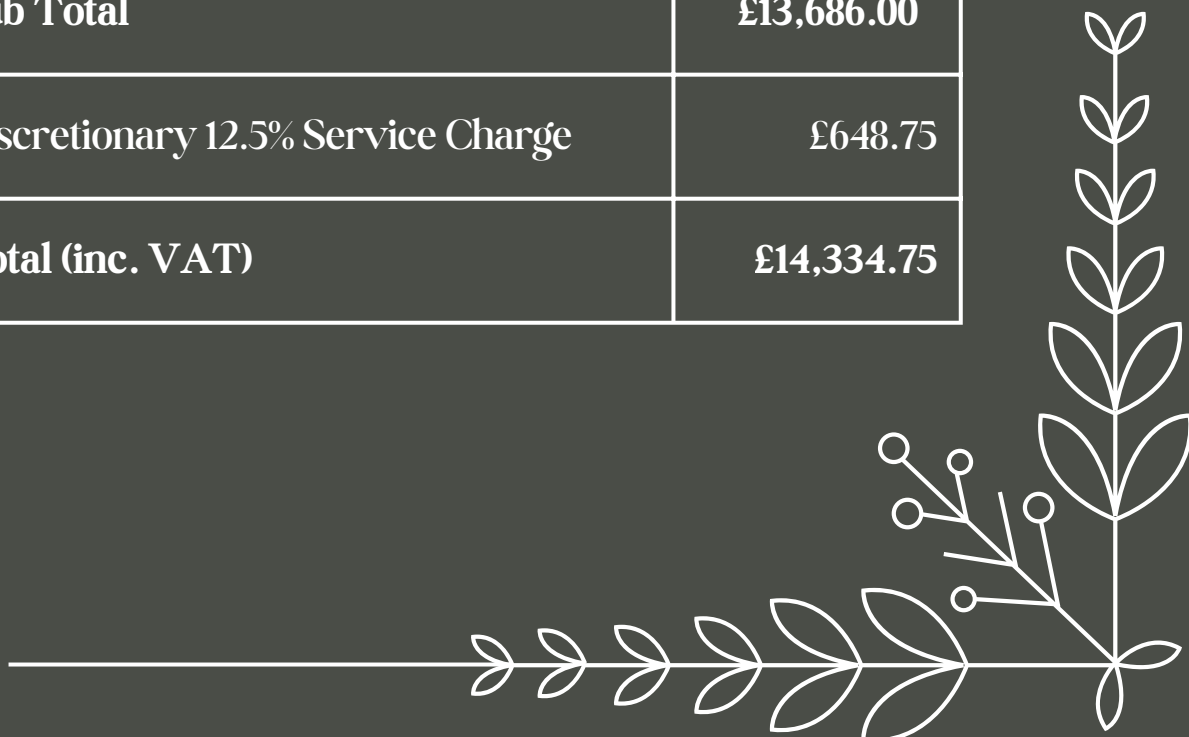 ub Total £13,686.00
scretionary 12.5% Service Charge £648.75
otal (inc. VAT) £14,334.75